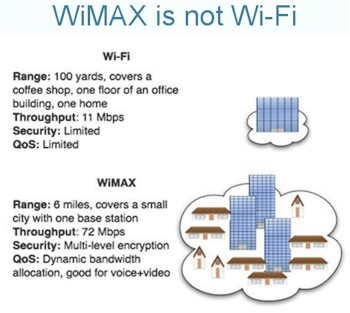 WiMAX is not Wi-Fi
Wi-Fi
Range: 100 yards, covers a
coffee shop, one floor of an office
building, one home
Throughput: 11 Mbps
Security: Limited
QoS: Limited
WiMAX
Range: 6 miles, covers a small
city with one base station
Throughput: 72 Mbps
Security: Multi-level encryption
QoS: Dynamic bandwidth
allocation, good for voice+video